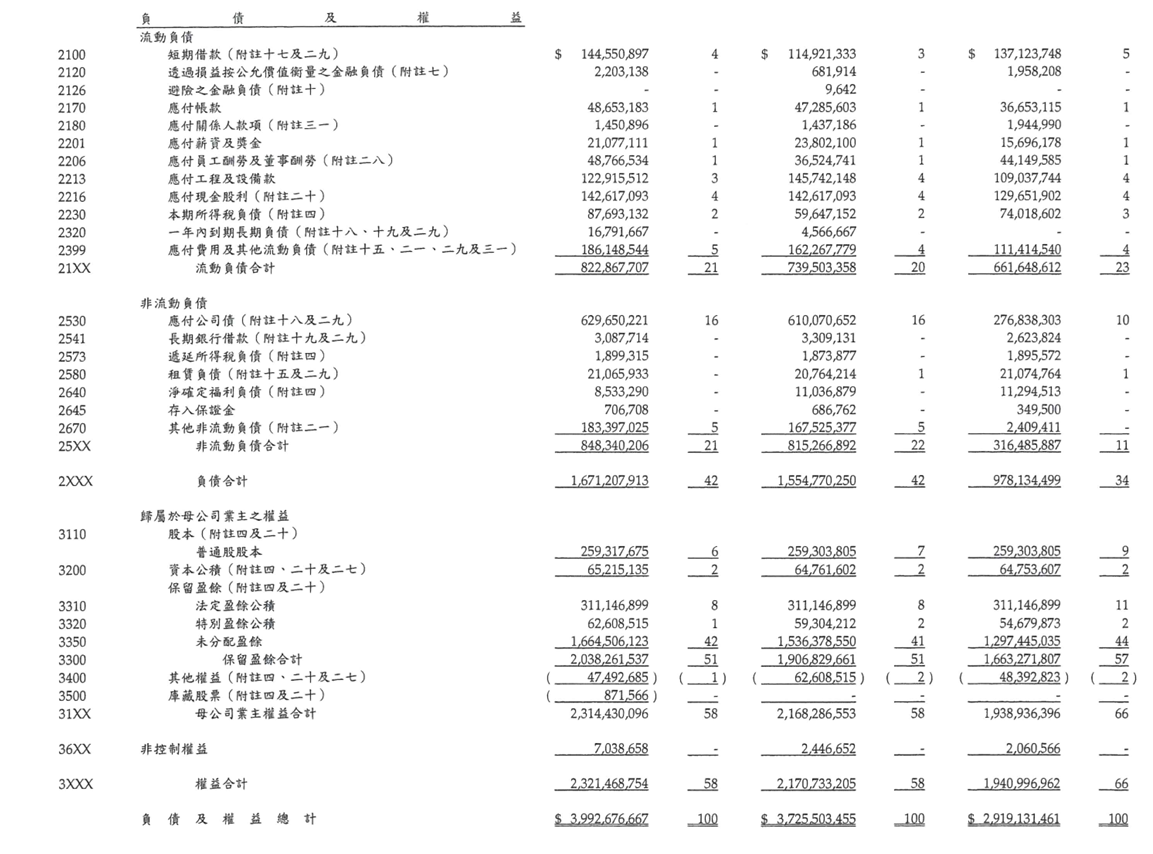 負 債 及 權 益
流動負債
2100 短期借款（附註十七及二九） $ 144,550,897 4 $ 114,921,333 3 $ 137,123,748 5
2120 透過損益按公允價值衡量之金融負債（附註七） 2,203,138 - 681,914 - 1,958,208 -
2126 避險之金融負債（附註十） - - 9,642 - - -
2170 應付帳款 48,653,183 1 47,285,603 1 36,653,115 1
2180 應付關係人款項（附註三一） 1,450,896 - 1,437,186 - 1,944,990 -
2201 應付薪資及獎金 21,077,111 1 23,802,100 1 15,696,178 1
2206 應付員工酬勞及董事酬勞（附註二八） 48,766,534 1 36,524,741 1 44,149,585 1
2213 應付工程及設備款 122,915,512 3 145,742,148 4 109,037,744 4
2216 應付現金股利（附註二十） 142,617,093 4 142,617,093 4 129,651,902 4
2230 本期所得稅負債（附註四） 87,693,132 2 59,647,152 2 74,018,602 3
2320 一年內到期長期負債（附註十八、十九及二九） 16,791,667 - 4,566,667 - - -
2399 應付費用及其他流動負債（附註十五、二一、二九及三一） 186,148,544 5 162,267,779 4 111,414,540 4
21XX 流動負債合計 822,867,707 21 739,503,358 20 661,648,612 23
非流動負債
2530 應付公司債（附註十八及二九） 629,650,221 16 610,070,652 16 276,838,303 10
2541 長期銀行借款（附註十九及二九） 3,087,714 - 3,309,131 - 2,623,824 -
2573 遞延所得稅負債（附註四） 1,899,315 - 1,873,877 - 1,895,572 -
2580 租賃負債（附註十五及二九） 21,065,933 - 20,764,214 1 21,074,764 1
2640 淨確定福利負債（附註四） 8,533,290 - 11,036,879 - 11,294,513 -
2645 存入保證金 706,708 - 686,762 - 349,500 -
2670 其他非流動負債（附註二一） 183,397,025 5 167,525,377 5 2,409,411 -
25XX 非流動負債合計 848,340,206 21 815,266,892 22 316,485,887 11
2XXX 負債合計 1,671,207,913 42 1,554,770,250 42 978,134,499 34
歸屬於母公司業主之權益
3110 股本（附註四及二十）
普通股股本 259,317,675 6 259,303,805 7 259,303,805 9
3200 資本公積（附註四、二十及二七） 65,215,135 2 64,761,602 2 64,753,607 2
保留盈餘（附註四及二十）
3310 法定盈餘公積 311,146,899 8 311,146,899 8 311,146,899 11
3320 特別盈餘公積 62,608,515 1 59,304,212 2 54,679,873 2
3350 未分配盈餘 1,664,506,123 42 1,536,378,550 41 1,297,445,035 44
3300 保留盈餘合計 2,038,261,537 51 1,906,829,661 51 1,663,271,807 57
3400 其他權益（附註四、二十及二七） ( 47,492,685 ) ( 1 ) ( 62,608,515 ) ( 2 ) ( 48,392,823 ) ( 2 )
3500 庫藏股票（附註四及二十） ( 871,566 ) - - - - -
31XX 母公司業主權益合計 2,314,430,096 58 2,168,286,553 58 1,938,936,396 66
36XX 非控制權益 7,038,658 - 2,446,652 - 2,060,566 -
3XXX 權益合計 2,321,468,754 58 2,170,733,205 58 1,940,996,962 66
負 債 及 權 益 總 計 $ 3,992,676,667 100 $ 3,725,503,455 100 $ 2,919,131,461 100